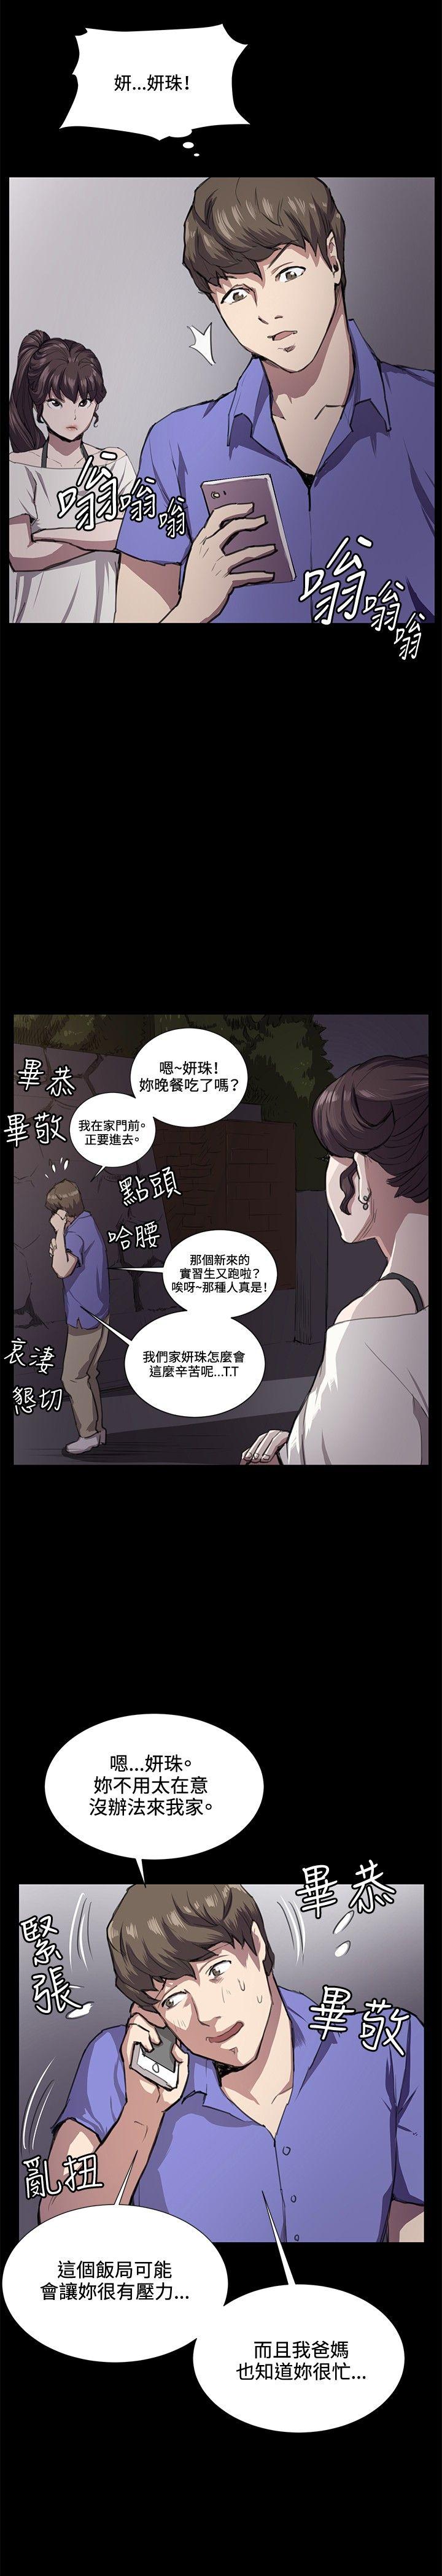 妍...妍珠!
嗡嗡嗡
嗡嗡嗡
嗯~妍珠!
妳晚餐吃了嗎?
畢恭
畢敬
我在家門前。
正要進去。
點頭
哈腰
那個新來的
實習生又跑啦?
唉呀~那種人真是!
哀淒
懇切
我們家妍珠怎麼會
這麼辛苦呢...T.T
嗯...妍珠。
妳不用太在意
沒辦法來我家。
畢恭
緊張
畢敬
亂扭
這個飯局可能
會讓妳很有壓力...
而且我爸媽
也知道妳很忙...